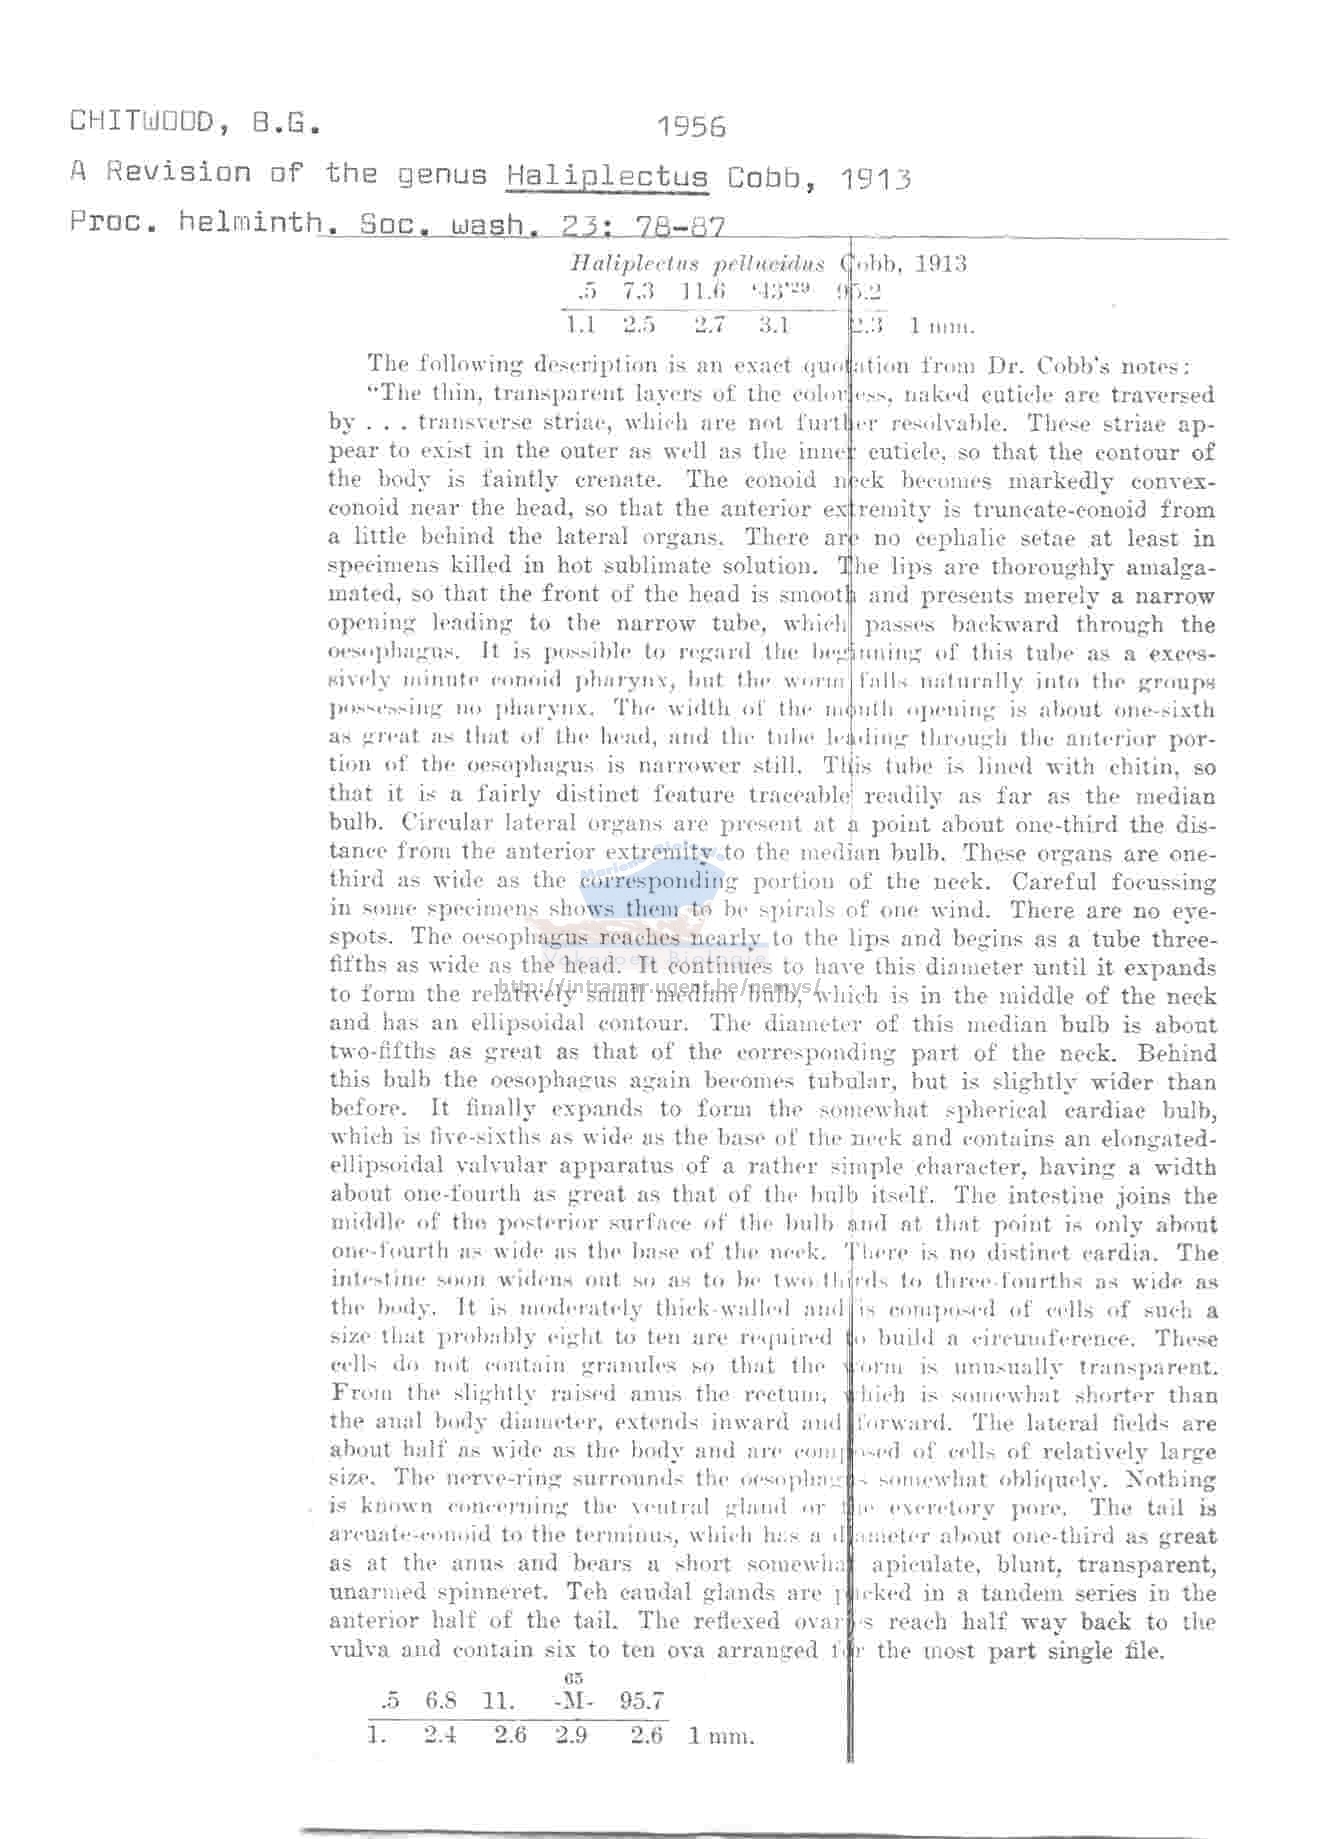 CHITWOOD, B.G. 1956
A Revision of the genus Haliplectus Cobb, 1913
Proc. helminth. Soc. wash. 23: 78-87
Haliplectus pellucidus Cobb, 1913
.5 7.3 11.6 '43'29 95.2
1.1 2.5 2.7 3.1 2.3 1 mm.
The following description is an exact quotation from Dr. Cobb's notes:
"The thin, transparent layers of the colorless, naked cuticle are traversed
by . . . transverse striae, which are not further resolvable. These striae ap-
pear to exist in the outer as well as the inner cuticle, so that the contour of
the body is faintly crenate. The conoid neck becomes markedly convex-
conoid near the head, so that the anterior extremity is truncate-conoid from
a little behind the lateral organs. There are no cephalic setae at least in
specimens killed in hot sublimate solution. The lips are thoroughly amalga-
mated, so that the front of the head is smooth and presents merely a narrow
opening leading to the narrow tube, which passes backward through the
oesophagus. It is possible to regard the beginning of this tube as a exces-
sively minute conoid pharynx, but the worm falls naturally into the groups
possessing no pharynx. The width of the mouth opening is about one-sixth
as great as that of the head, and the tube leading through the anterior por-
tion of the oesophagus is narrower still. This tube is lined with chitin, so
that it is a fairly distinct feature traceable readily as far as the median
bulb. Circular lateral organs are present at a point about one-third the dis-
tance from the anterior extremity to the median bulb. These organs are one-
third as wide as the corresponding portion of the neck. Careful focussing
in some specimens shows them to be spirals of one wind. There are no eye-
spots. The oesophagus reaches nearly to the lips and begins as a tube three-
fifths as wide as the head. It continues to have this diameter until it expands
to form the relatively small median bulb, which is in the middle of the neck
http://intramar.ugent.be/nemys/
and has an ellipsoidal contour. The diameter of this median bulb is about
two-fifths as great as that of the corresponding part of the neck. Behind
this bulb the oesophagus again becomes tubular, but is slightly wider than
before. It finally expands to form the somewhat spherical cardiac bulb,
which is five-sixths as wide as the base of the neck and contains an elongated-
ellipsoidal valvular apparatus of a rather simple character, having a width
about one-fourth as great as that of the bulb itself. The intestine joins the
middle of the posterior surface of the bulb and at that point is only about
one-fourth as wide as the base of the neck. There is no distinct cardia. The
intestine soon widens out so as to be two-thirds to three-fourths as wide as
the body. It is moderately thick-walled and is composed of cells of such a
size that probably eight to ten are required to build a circumference. These
cells do not contain granules so that the worm is unusually transparent.
From the slightly raised anus the rectum, which is somewhat shorter than
the anal body diameter, extends inward and forward. The lateral fields are
about half as wide as the body and are composed of cells of relatively large
size. The nerve-ring surrounds the oesophagus somewhat obliquely. Nothing
is known concerning the ventral gland or the excretory pore. The tail is
arcuate-conoid to the terminus, which has a diameter about one-third as great
as at the anus and bears a short somewhat apiculate, blunt, transparent,
unarmed spinneret. Teh caudal glands are packed in a tandem series in the
anterior half of the tail. The reflexed ovaries reach half way back to the
vulva and contain six to ten ova arranged for the most part single file.
65
.5 6.8 11. -M- 95.7
1. 2.4 2.6 2.9 2.6 1 mm.